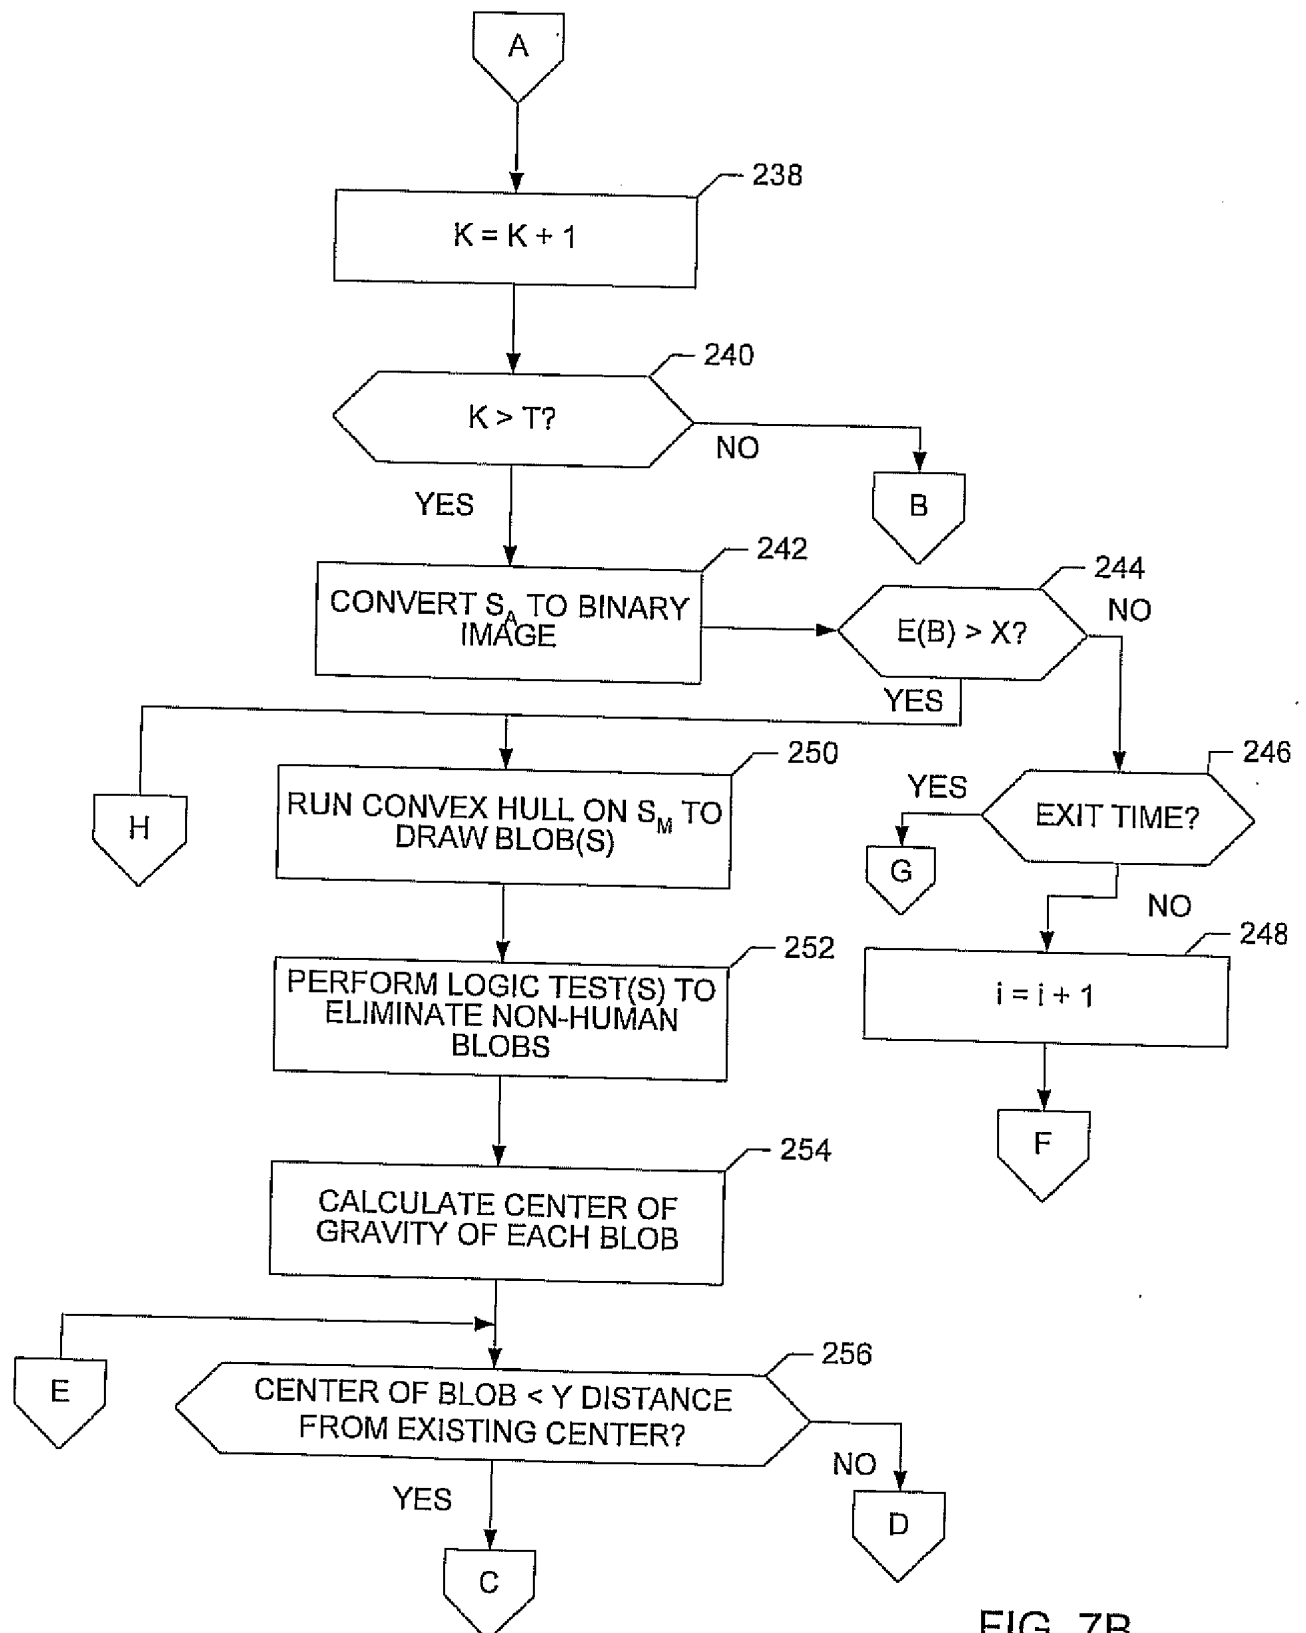 A
238
K = K + 1
240
K > T?
NO
B
YES
242
CONVERT S_A TO BINARY
IMAGE
244
E(B) > X?
NO
YES
H
250
RUN CONVEX HULL ON S_M TO
DRAW BLOB(S)
246
EXIT TIME?
YES
G
NO
248
i = i + 1
F
252
PERFORM LOGIC TEST(S) TO
ELIMINATE NON-HUMAN
BLOBS
254
CALCULATE CENTER OF
GRAVITY OF EACH BLOB
E
256
CENTER OF BLOB < Y DISTANCE
FROM EXISTING CENTER?
NO
D
YES
C
FIG. 7B